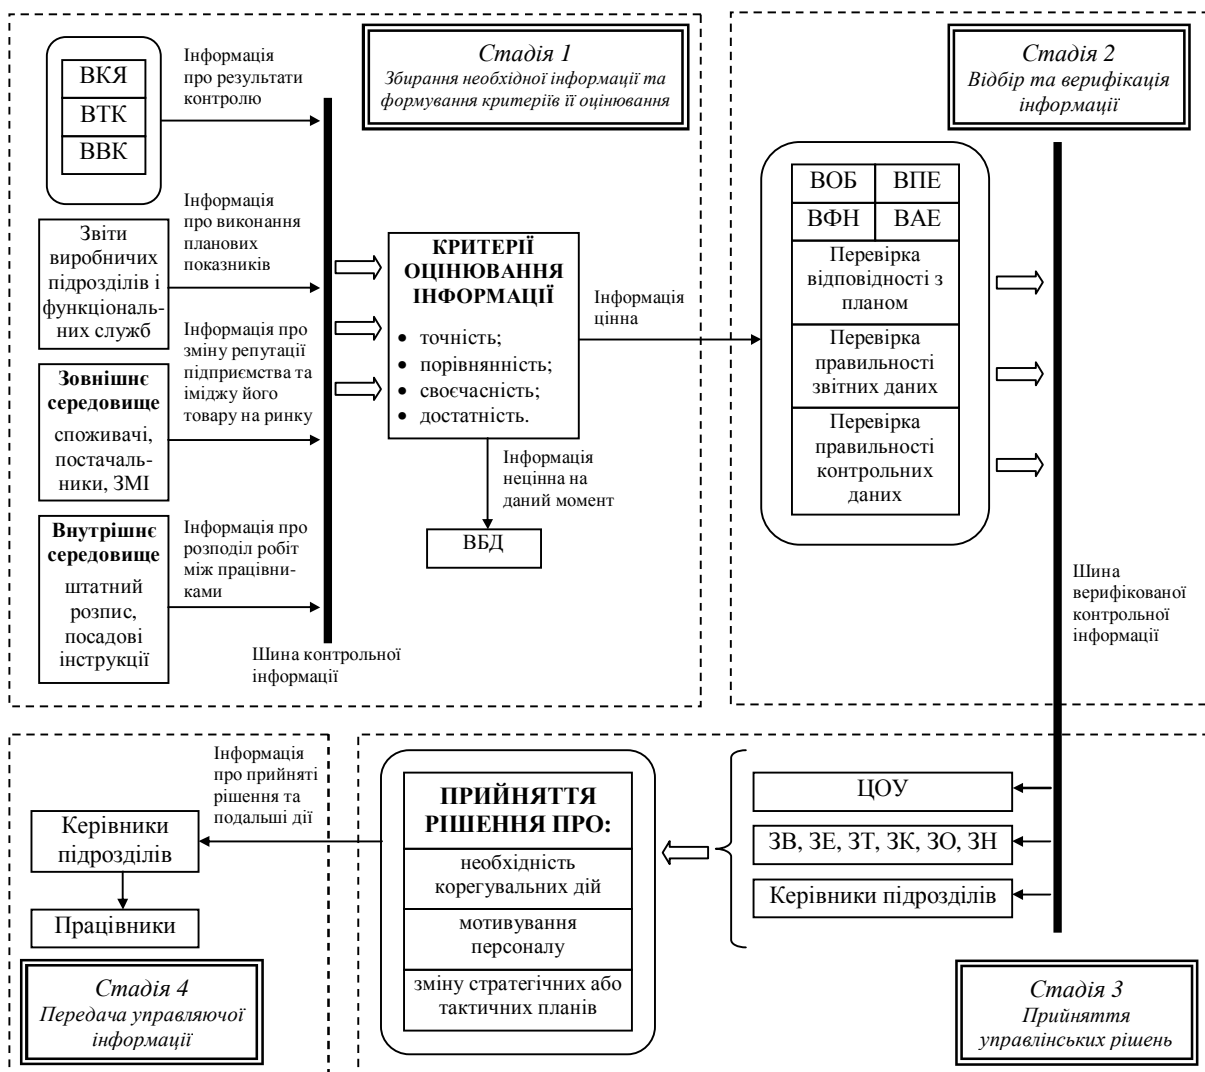 Стадія 1
Збирання необхідної інформації та
формування критеріїв її оцінювання
ВКЯ
ВТК
ВВК
Інформація
про результати
контролю
Звіти
виробничих
підрозділів і
функціональ-
них служб
Інформація
про виконання
планових
показників
Зовнішнє
середовище
споживачі,
постачаль-
ники, ЗМІ
Інформація про
зміну репутації
підприємства та
іміджу його
товару на ринку
Внутрішнє
середовище
штатний
розпис,
посадові
інструкції
Інформація про
розподіл робіт
між працівни-
ками
Шина контрольної
інформації
КРИТЕРІЇ
ОЦІНЮВАННЯ
ІНФОРМАЦІЇ
• точність;
• порівнянність;
• своєчасність;
• достатність.
Інформація
цінна
Інформація
нецінна на
даний момент
ВБД
Стадія 2
Відбір та верифікація
інформації
ВОБ ВПЕ
ВФН ВАЕ
Перевірка
відповідності з
планом
Перевірка
правильності
звітних даних
Перевірка
правильності
контрольних
даних
Шина
верифікованої
контрольної
інформації
ЦОУ
ЗВ, ЗЕ, ЗТ, ЗК, ЗО, ЗН
Керівники підрозділів
Стадія 3
Прийняття
управлінських рішень
ПРИЙНЯТТЯ
РІШЕННЯ ПРО:
необхідність
корегувальних дій
мотивування
персоналу
зміну стратегічних або
тактичних планів
Інформація
про прийняті
рішення та
подальші дії
Керівники
підрозділів
Працівники
Стадія 4
Передача управляючої
інформації